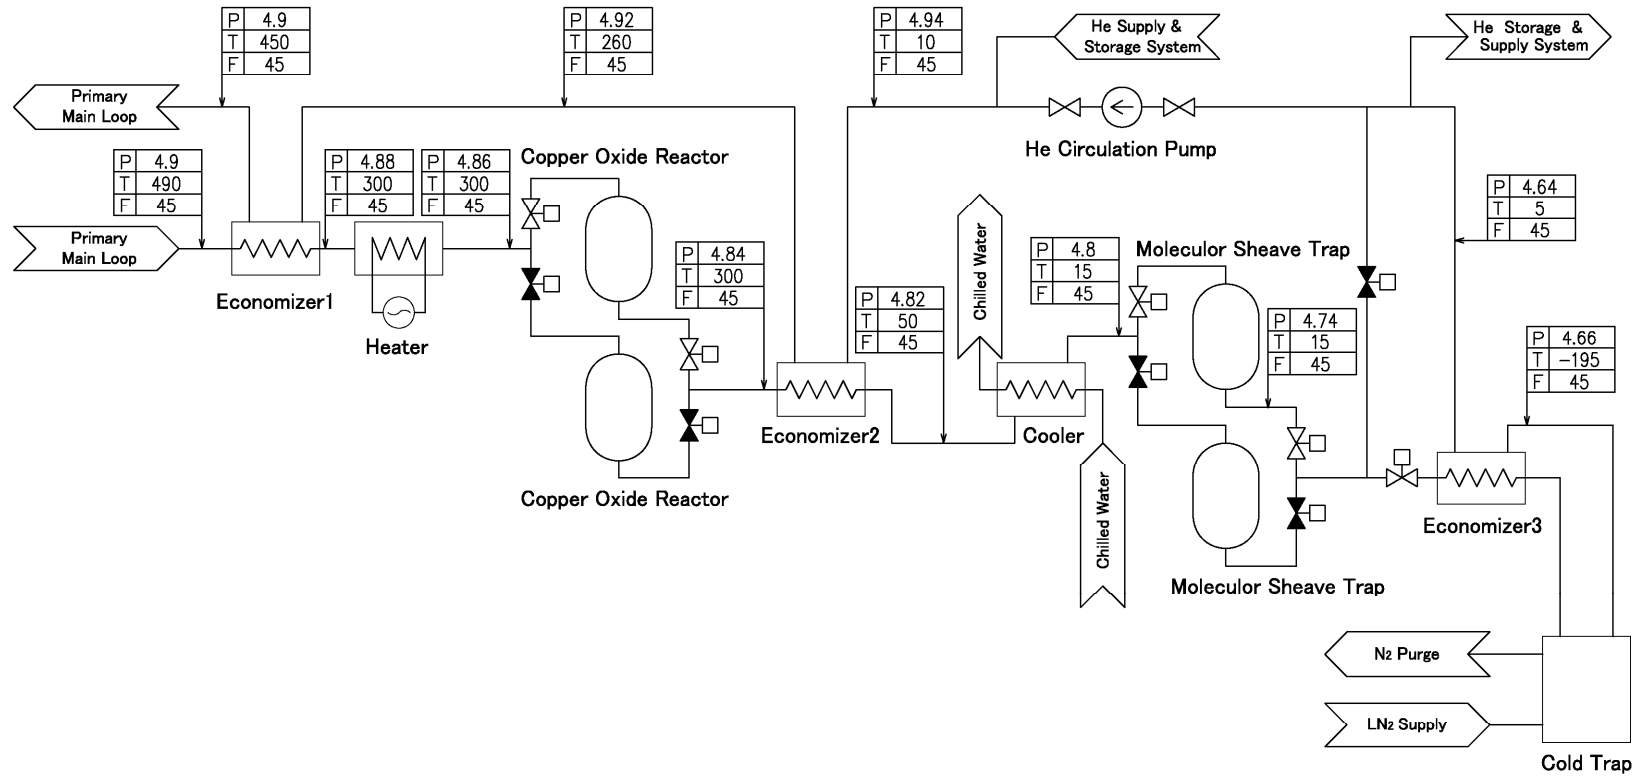 P 4.9
T 450
F 45
P 4.92
T 260
F 45
P 4.94
T 10
F 45
He Supply &
Storage System
He Storage &
Supply System
Primary
Main Loop
P 4.9
T 490
F 45
P 4.88
T 300
F 45
P 4.86
T 300
F 45
Copper Oxide Reactor
He Circulation Pump
P 4.64
T 5
F 45
Primary
Main Loop
Economizer1
Heater
P 4.84
T 300
F 45
P 4.82
T 50
F 45
Chilled Water
P 4.8
T 15
F 45
Moleculor Sheave Trap
P 4.74
T 15
F 45
P 4.66
T -195
F 45
Economizer2
Cooler
Copper Oxide Reactor
Chilled Water
Economizer3
Moleculor Sheave Trap
N2 Purge
LN2 Supply
Cold Trap